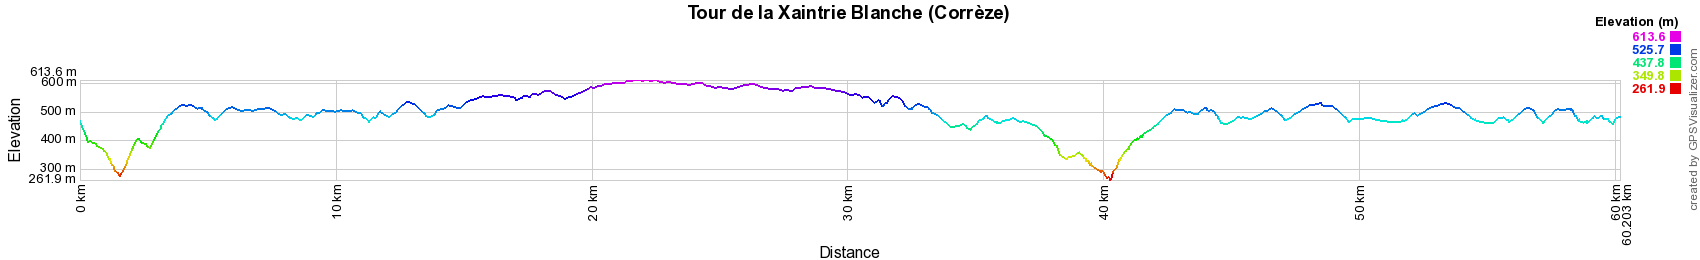 Tour de la Xaintrie Blanche (Corrèze)
Elevation (m)
613.6
525.7
437.8
349.8
261.9
613.6 m
600 m
500 m
400 m
300 m
261.9 m
Elevation
0 km
10 km
20 km
30 km
40 km
50 km
60 km
60.203 km
Distance
created by GPSVisualizer.com